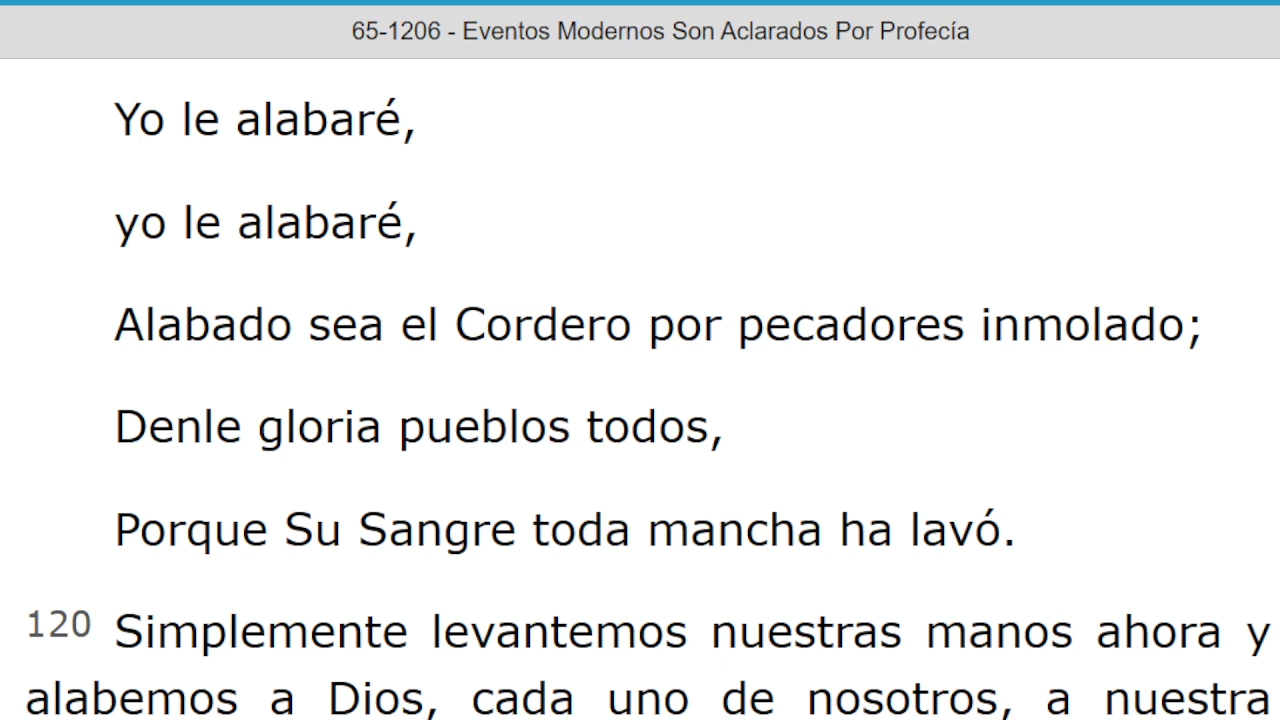 65-1206 - Eventos Modernos Son Aclarados Por Profecía
Yo le alabaré,
yo le alabaré,
Alabado sea el Cordero por pecadores inmolado;
Denle gloria pueblos todos,
Porque Su Sangre toda mancha ha lavó.
120 Simplemente levantemos nuestras manos ahora y
alabemos a Dios, cada uno de nosotros, a nuestra